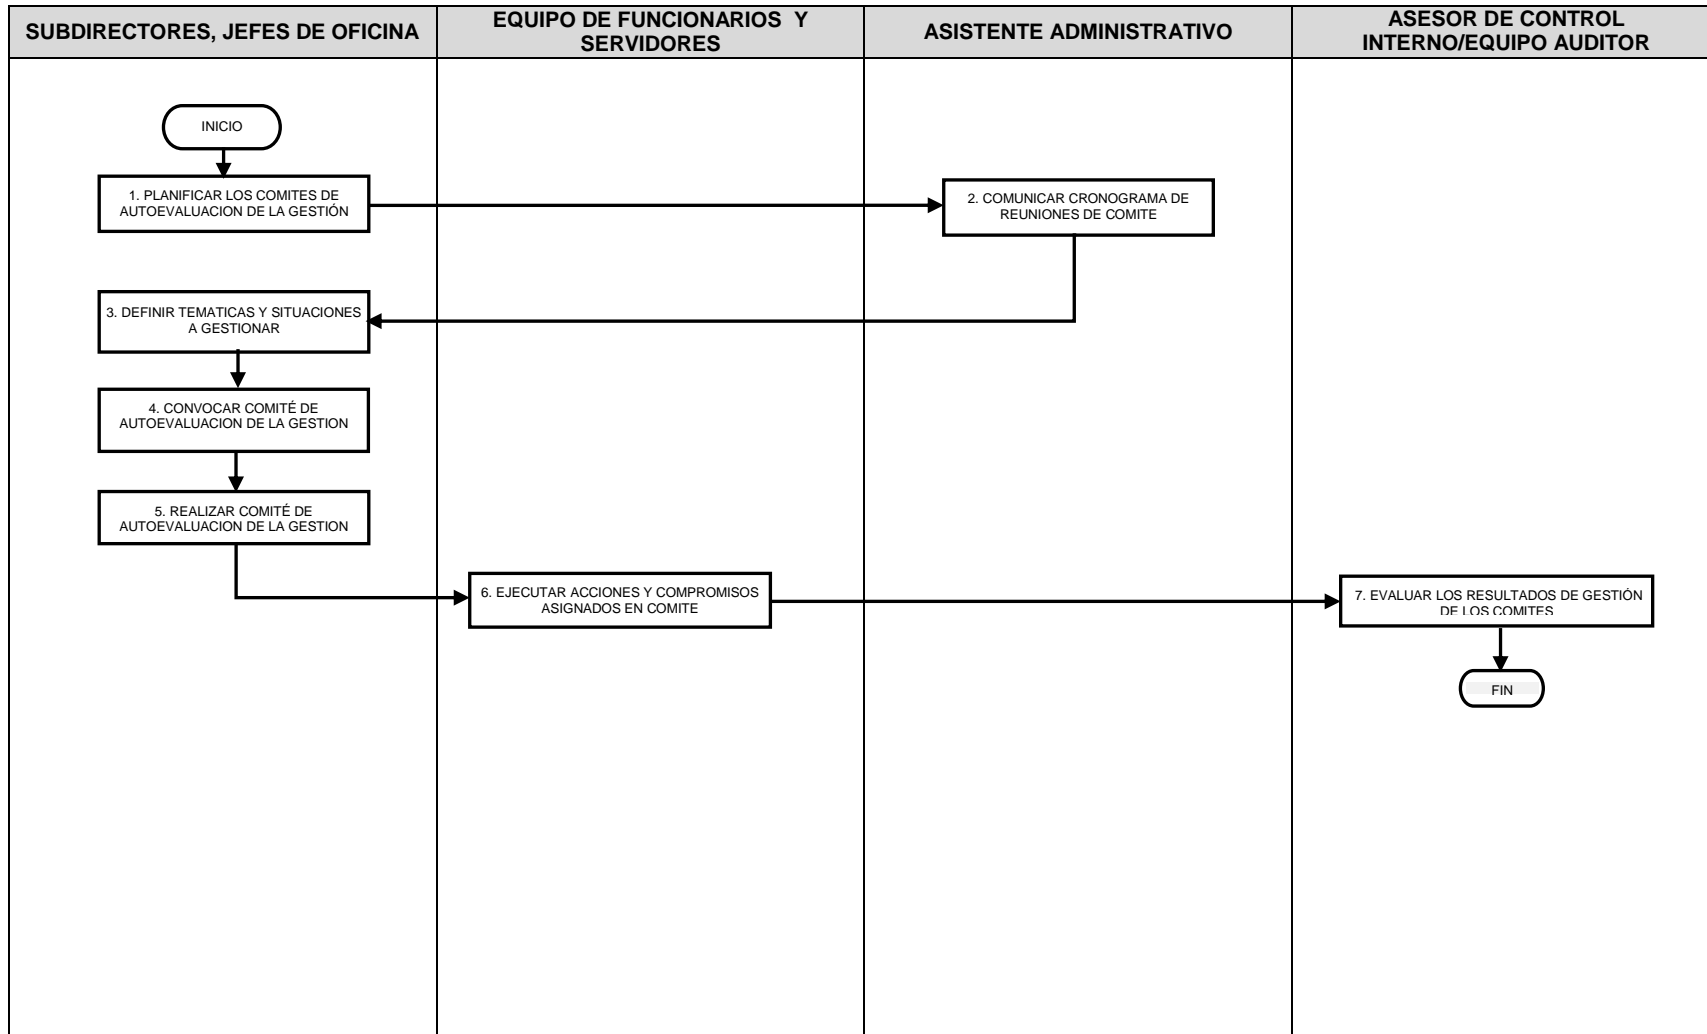 SUBDIRECTORES, JEFES DE OFICINA
EQUIPO DE FUNCIONARIOS  Y
SERVIDORES
ASISTENTE ADMINISTRATIVO
ASESOR DE CONTROL
INTERNO/EQUIPO AUDITOR
INICIO
1. PLANIFICAR LOS COMITES DE
AUTOEVALUACION DE LA GESTIÓN
2. COMUNICAR CRONOGRAMA DE
REUNIONES DE COMITE
3. DEFINIR TEMATICAS Y SITUACIONES
A GESTIONAR
4. CONVOCAR COMITÉ DE
AUTOEVALUACION DE LA GESTION
5. REALIZAR COMITÉ DE
AUTOEVALUACION DE LA GESTION
6. EJECUTAR ACCIONES Y COMPROMISOS
ASIGNADOS EN COMITE
7. EVALUAR LOS RESULTADOS DE GESTIÓN
DE LOS COMITES
FIN